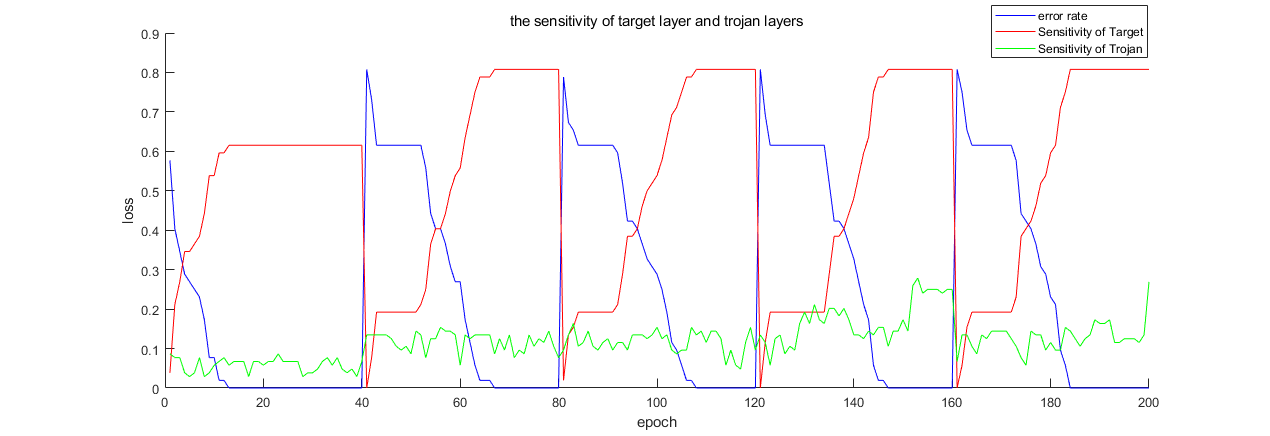 the sensitivity of target layer and trojan layers
error rate
Sensitivity of Target
Sensitivity of Trojan
0.9
0.8
0.7
0.6
0.5
0.4
0.3
0.2
0.1
0
loss
0 20 40 60 80 100 120 140 160 180 200
epoch